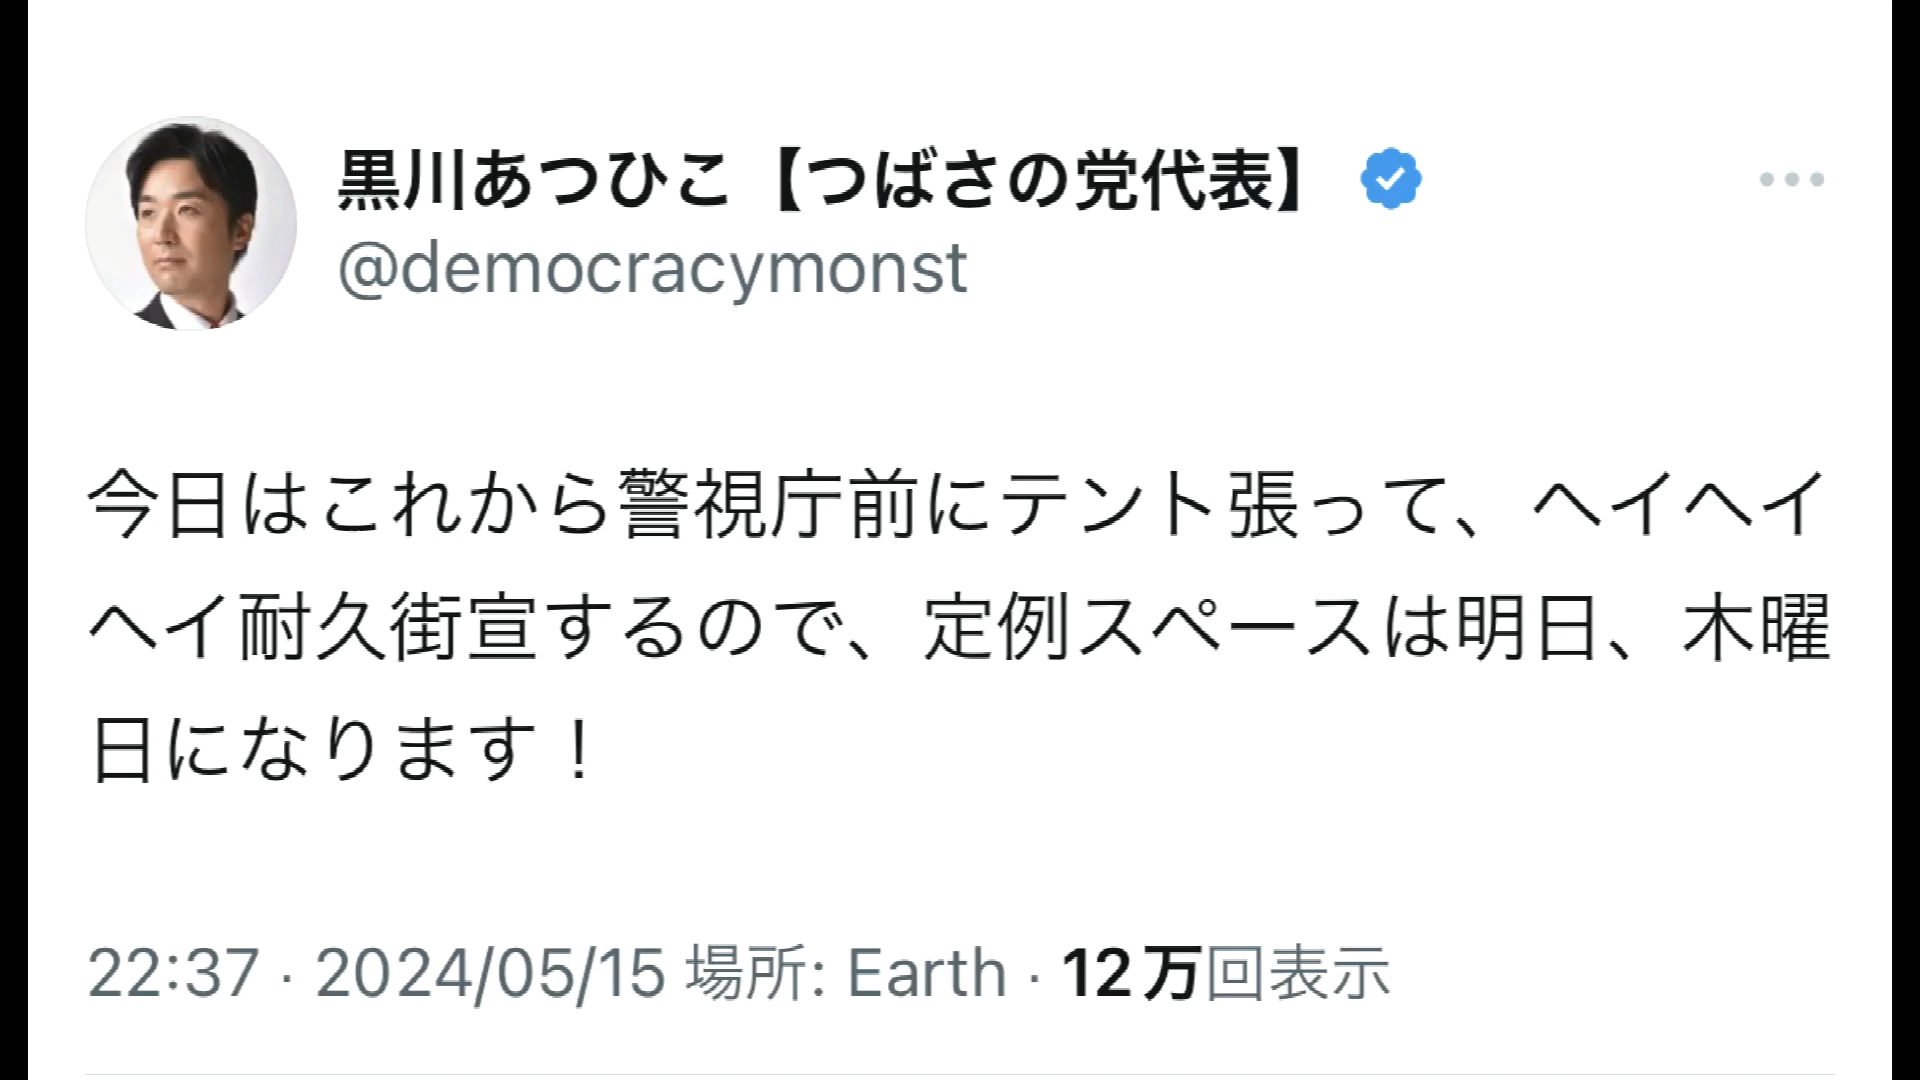 黒川あつひこ【つばさの党代表】
@democracymonst
今日はこれから警視庁前にテント張って、ヘイヘイ
ヘイ耐久街宣するので、定例スペースは明日、木曜
日になります！
22:37 · 2024/05/15 場所: Earth · 12万回表示